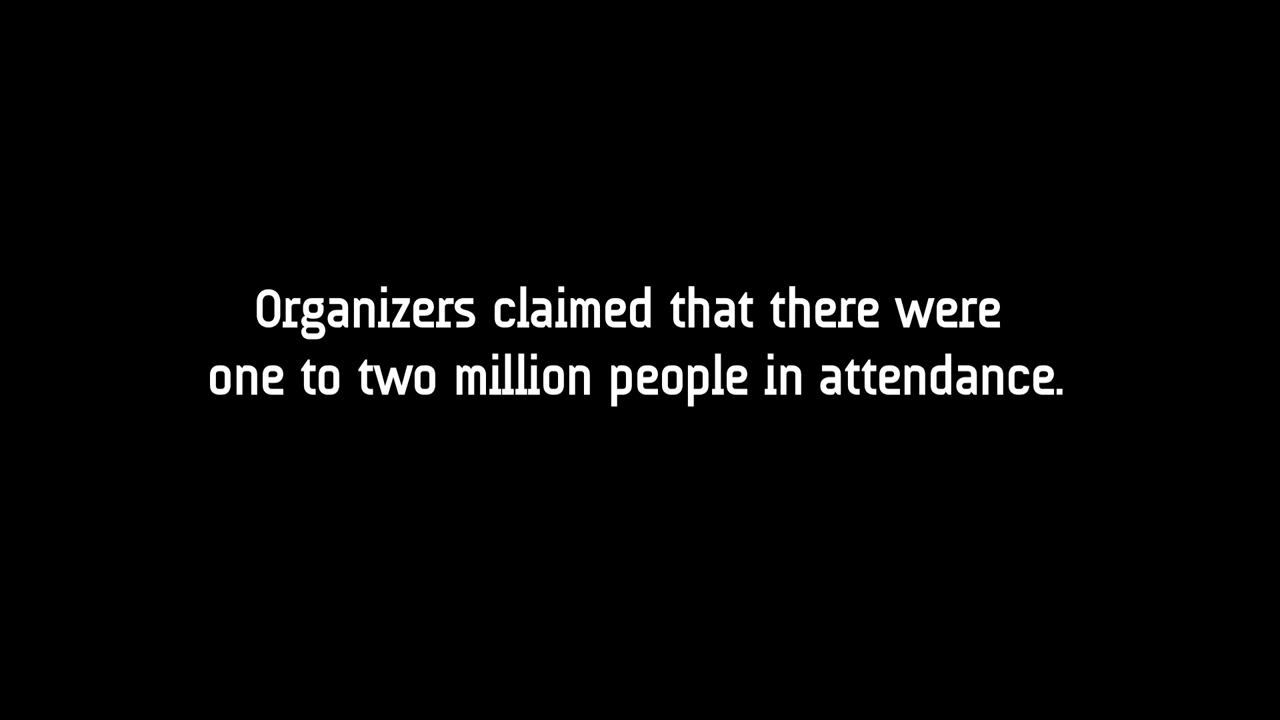 Organizers claimed that there were
one to two million people in attendance.